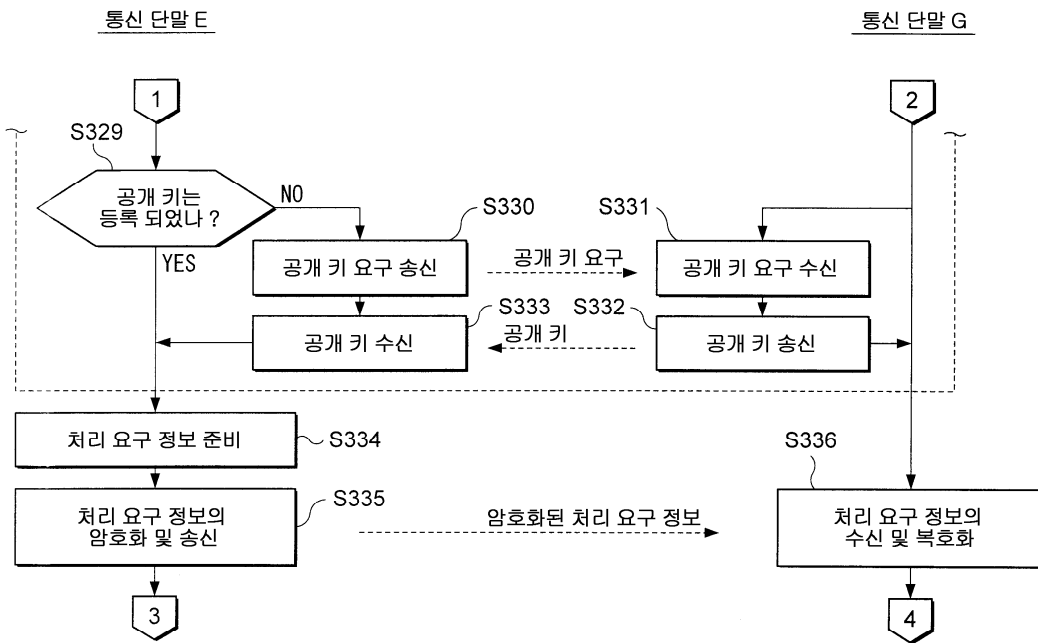 통신 단말 E
통신 단말 G
1
2
S329
공개 키는
등록 되었나 ?
NO
YES
S330
공개 키 요구 송신
공개 키 요구
S331
공개 키 요구 수신
S333
공개 키 수신
공개 키
S332
공개 키 송신
처리 요구 정보 준비
S334
처리 요구 정보의
암호화 및 송신
S335
암호화된 처리 요구 정보
S336
처리 요구 정보의
수신 및 복호화
3
4